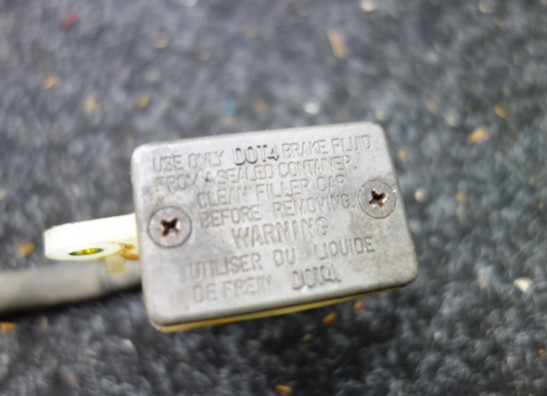 USE ONLY DOT4 BRAKE FLUID
FROM A SEALED CONTAINER.
CLEAN FILLER CAP
BEFORE REMOVING.
WARNING
UTILISER DU LIQUIDE
DE FREIN DOT4.